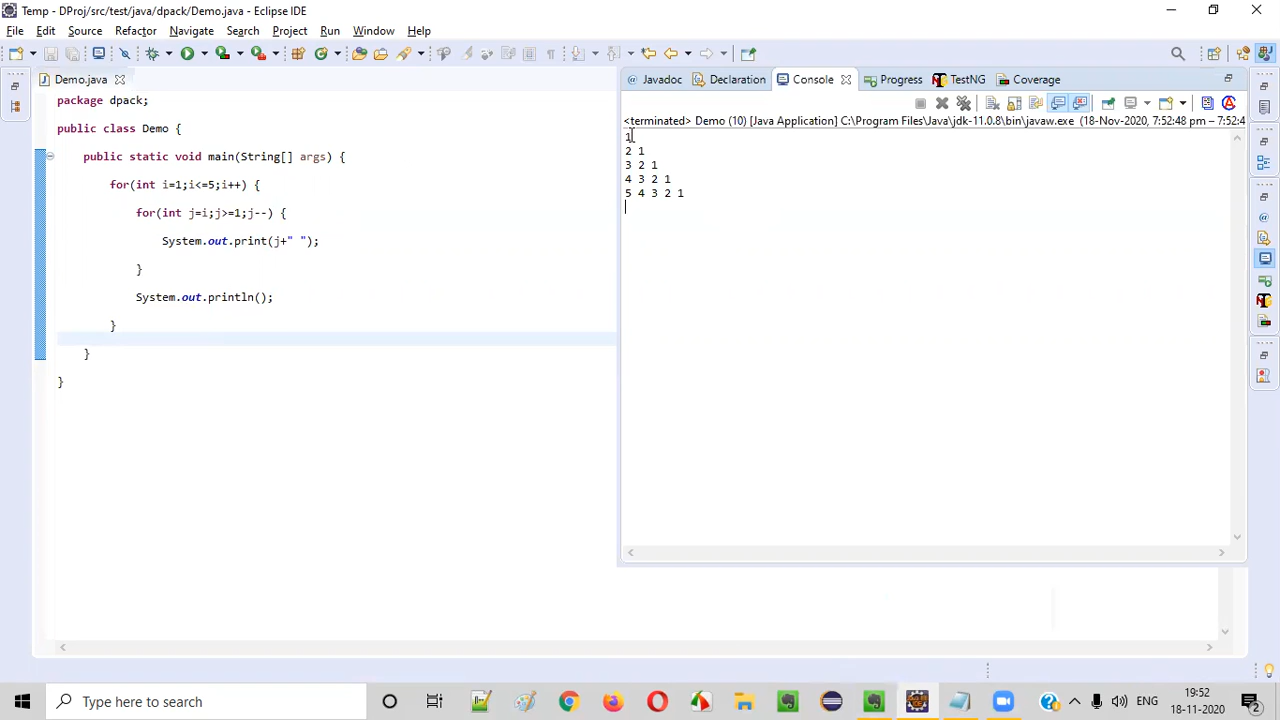 Temp - DProj/src/test/java/dpack/Demo.java - Eclipse IDE
File Edit Source Refactor Navigate Search Project Run Window Help
Demo.java
package dpack;
public class Demo {
public static void main(String[] args) {
for(int i=1;i<=5;i++) {
for(int j=i;j>=1;j--) {
System.out.print(j+" ");
}
System.out.println();
}
}
}
@ Javadoc Declaration Console Progress TestNG Coverage
<terminated> Demo (10) [Java Application] C:\Program Files\Java\jdk-11.0.8\bin\javaw.exe (18-Nov-2020, 7:52:48 pm – 7:52:4
1
2 1
3 2 1
4 3 2 1
5 4 3 2 1
Type here to search
ENG
19:52
18-11-2020
2